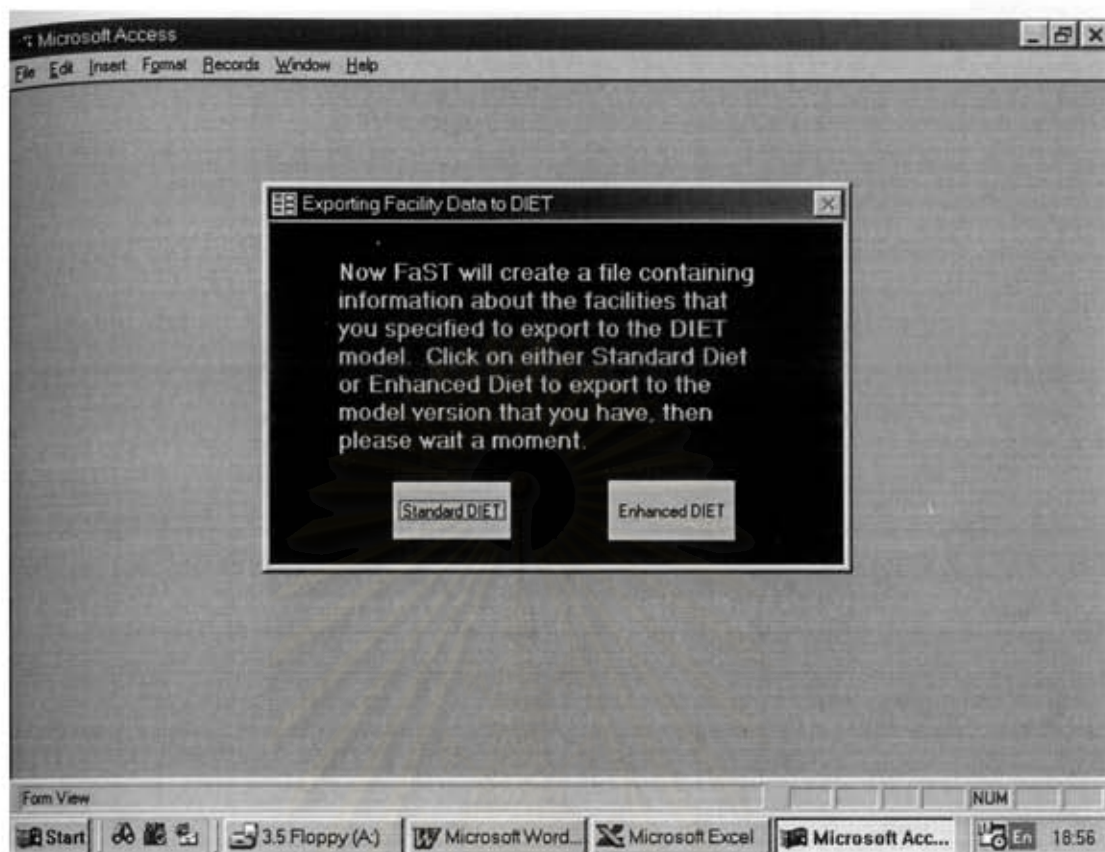 Microsoft Access
File Edit Insert Format Records Window Help
Exporting Facility Data to DIET
Now FaST will create a file containing
information about the facilities that
you specified to export to the DIET
model. Click on either Standard Diet
or Enhanced Diet to export to the
model version that you have, then
please wait a moment.
Standard DIET Enhanced DIET
Form View NUM
Start 3.5 Floppy (A:) Microsoft Word... Microsoft Excel Microsoft Acc... En 18:56